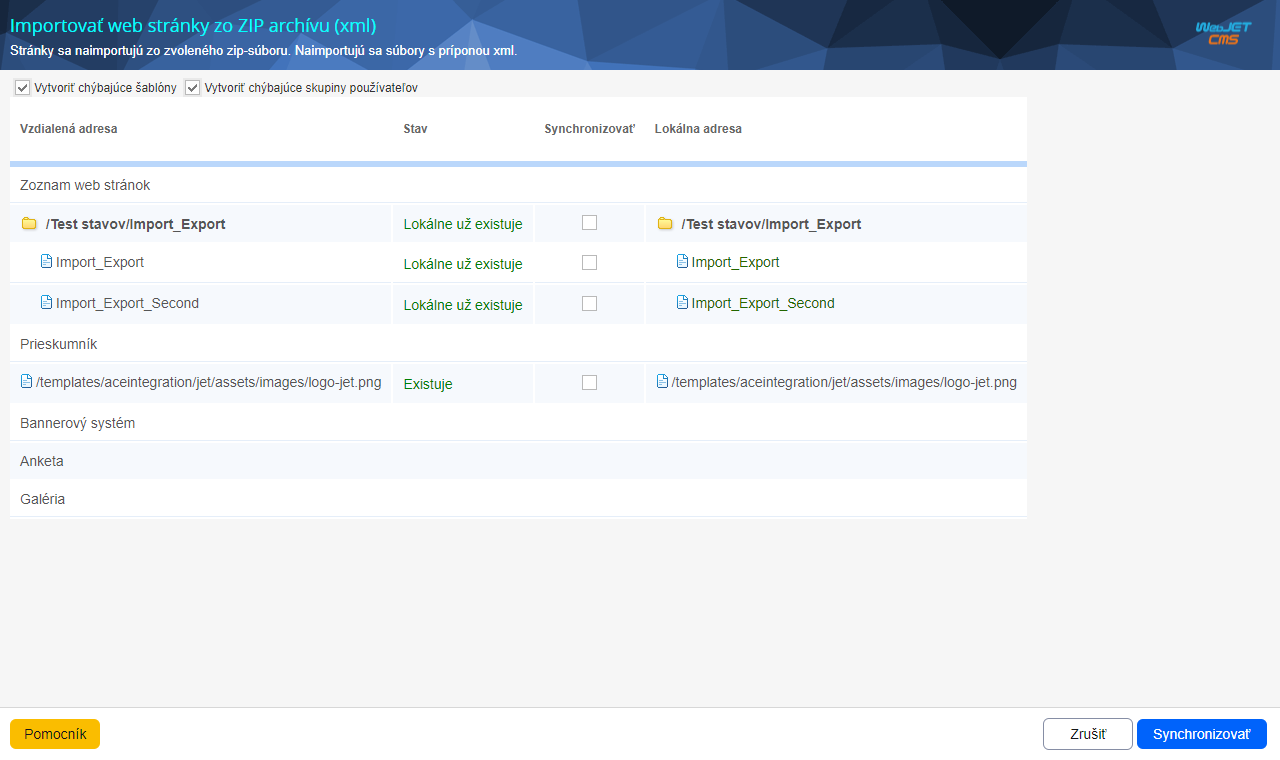 Importovať web stránky zo ZIP archívu (xml)
Stránky sa naimportujú zo zvoleného zip-súboru. Naimportujú sa súbory s príponou xml.
WebJET
CMS
Vytvoriť chýbajúce šablóny Vytvoriť chýbajúce skupiny používateľov
Vzdialená adresa Stav Synchronizovať Lokálna adresa
Zoznam web stránok
/Test stavov/Import_Export Lokálne už existuje /Test stavov/Import_Export
Import_Export Lokálne už existuje Import_Export
Import_Export_Second Lokálne už existuje Import_Export_Second
Prieskumník
/templates/aceintegration/jet/assets/images/logo-jet.png Existuje /templates/aceintegration/jet/assets/images/logo-jet.png
Bannerový systém
Anketa
Galéria
Pomocník Zrušiť Synchronizovať